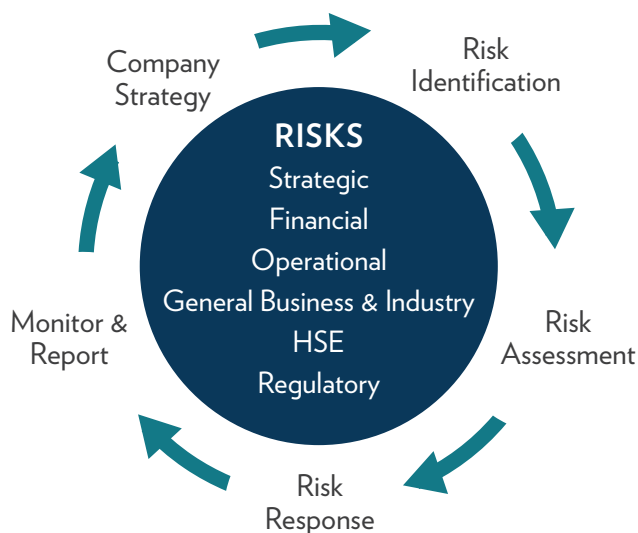 Company
Strategy
Risk
Identification
RISKS
Strategic
Financial
Operational
General Business & Industry
HSE
Regulatory
Risk
Assessment
Risk
Response
Monitor &
Report